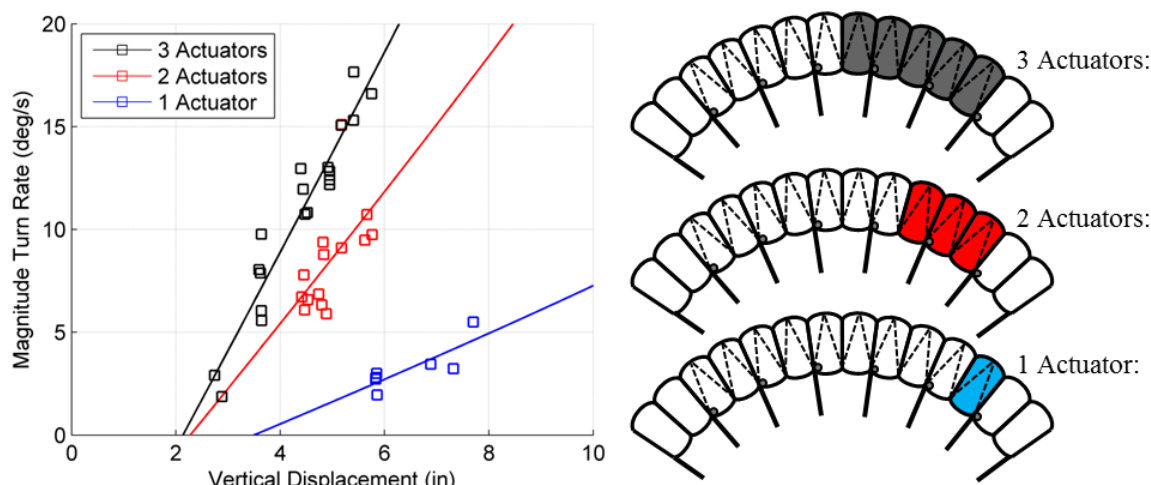 20
15
10
5
0
0
2
4
6
8
10
Magnitude Turn Rate (deg/s)
Vertical Displacement (in)
3 Actuators
2 Actuators
1 Actuator
3 Actuators:
2 Actuators:
1 Actuator: